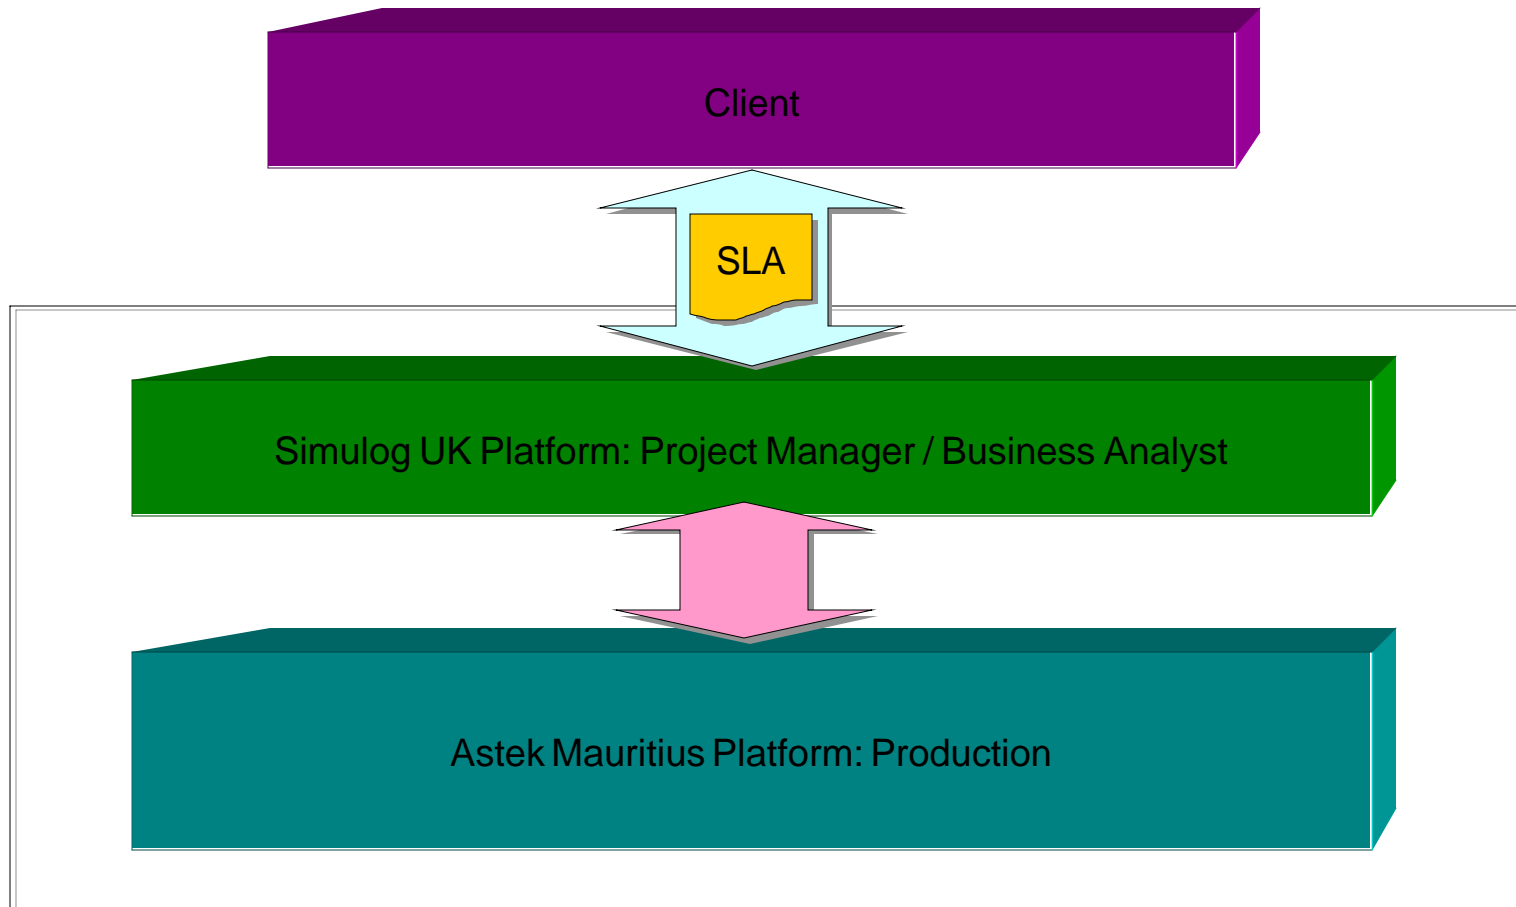 Client
SLA
Simulog UK Platform: Project Manager / Business Analyst
Astek Mauritius Platform: Production